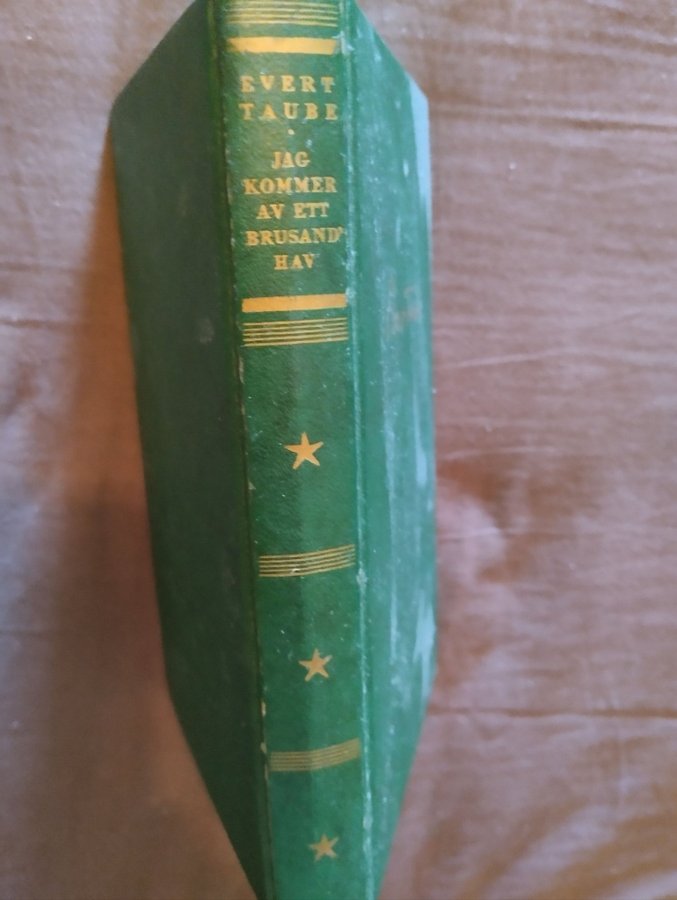 EVERT
TAUBE
·
JAG
KOMMER
AV ETT
BRUSAND'
HAV